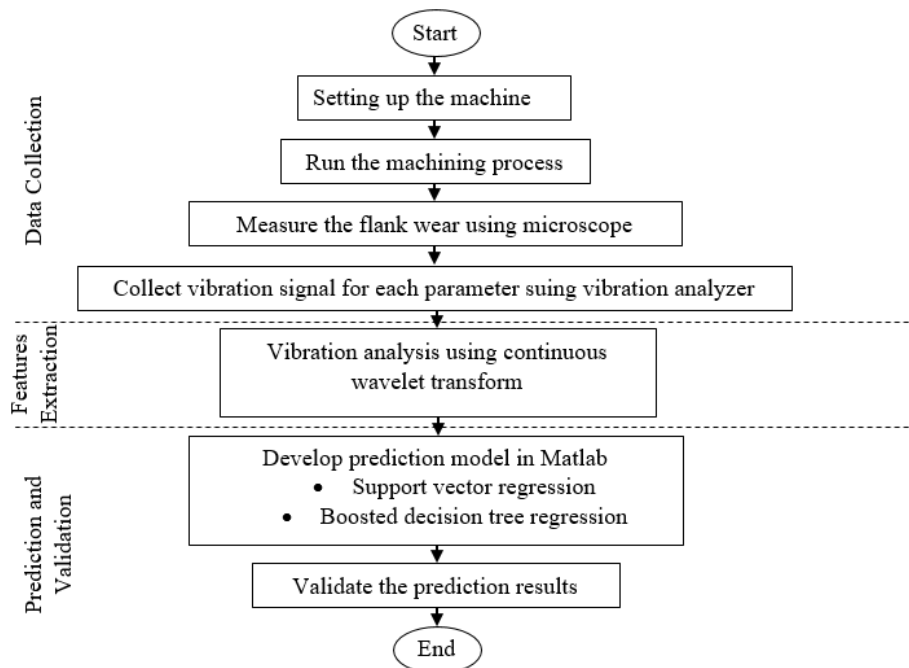 Start
Data Collection
Setting up the machine
Run the machining process
Measure the flank wear using microscope
Collect vibration signal for each parameter suing vibration analyzer
Features
Extraction
Vibration analysis using continuous
wavelet transform
Prediction and
Validation
Develop prediction model in Matlab
• Support vector regression
• Boosted decision tree regression
Validate the prediction results
End